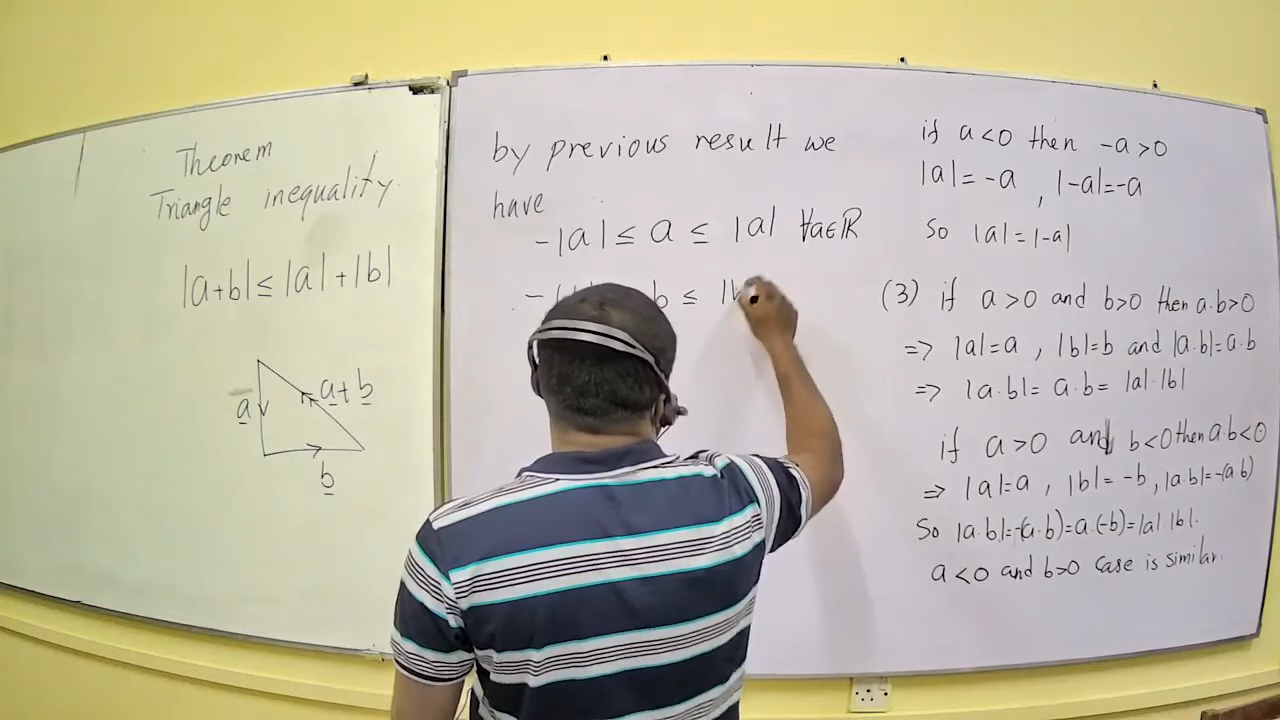 Theorem
Triangle inequality.
|a+b| ≤ |a| + |b|
a
a + b
b
by previous result we
have
-|a| ≤ a ≤ |a| ∀a∈ℝ
- b ≤ |b
if a<0 then -a>0
|a| = -a , |-a|=-a
So |a| = |-a|
(3) if a>0 and b>0 then a.b>0
=> |a|=a , |b|=b and |a.b|=a.b
=> |a.b|= a.b= |a|.|b|
if a>0 and b<0 then a b<0
=> |a|=a , |b|= -b , |a.b|=-(a b)
So |a.b|=-(a.b)=a.(-b)=|a|.|b|.
a<0 and b>0 case is similar.